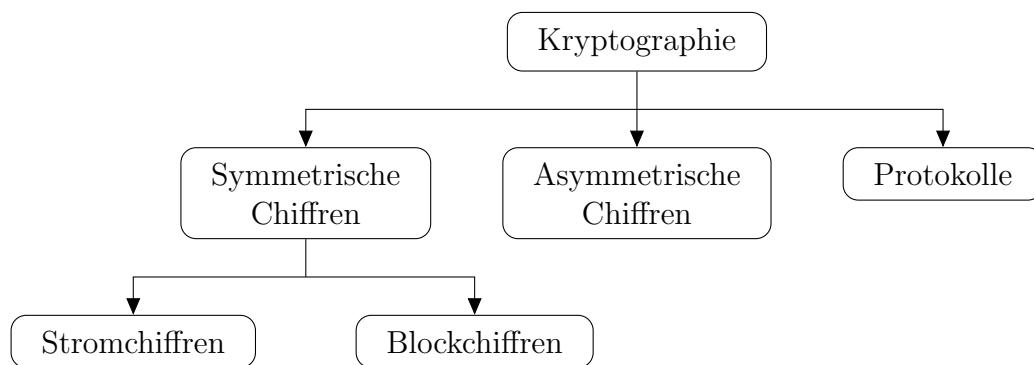 Kryptographie
Symmetrische
Chiffren
Asymmetrische
Chiffren
Protokolle
Stromchiffren
Blockchiffren